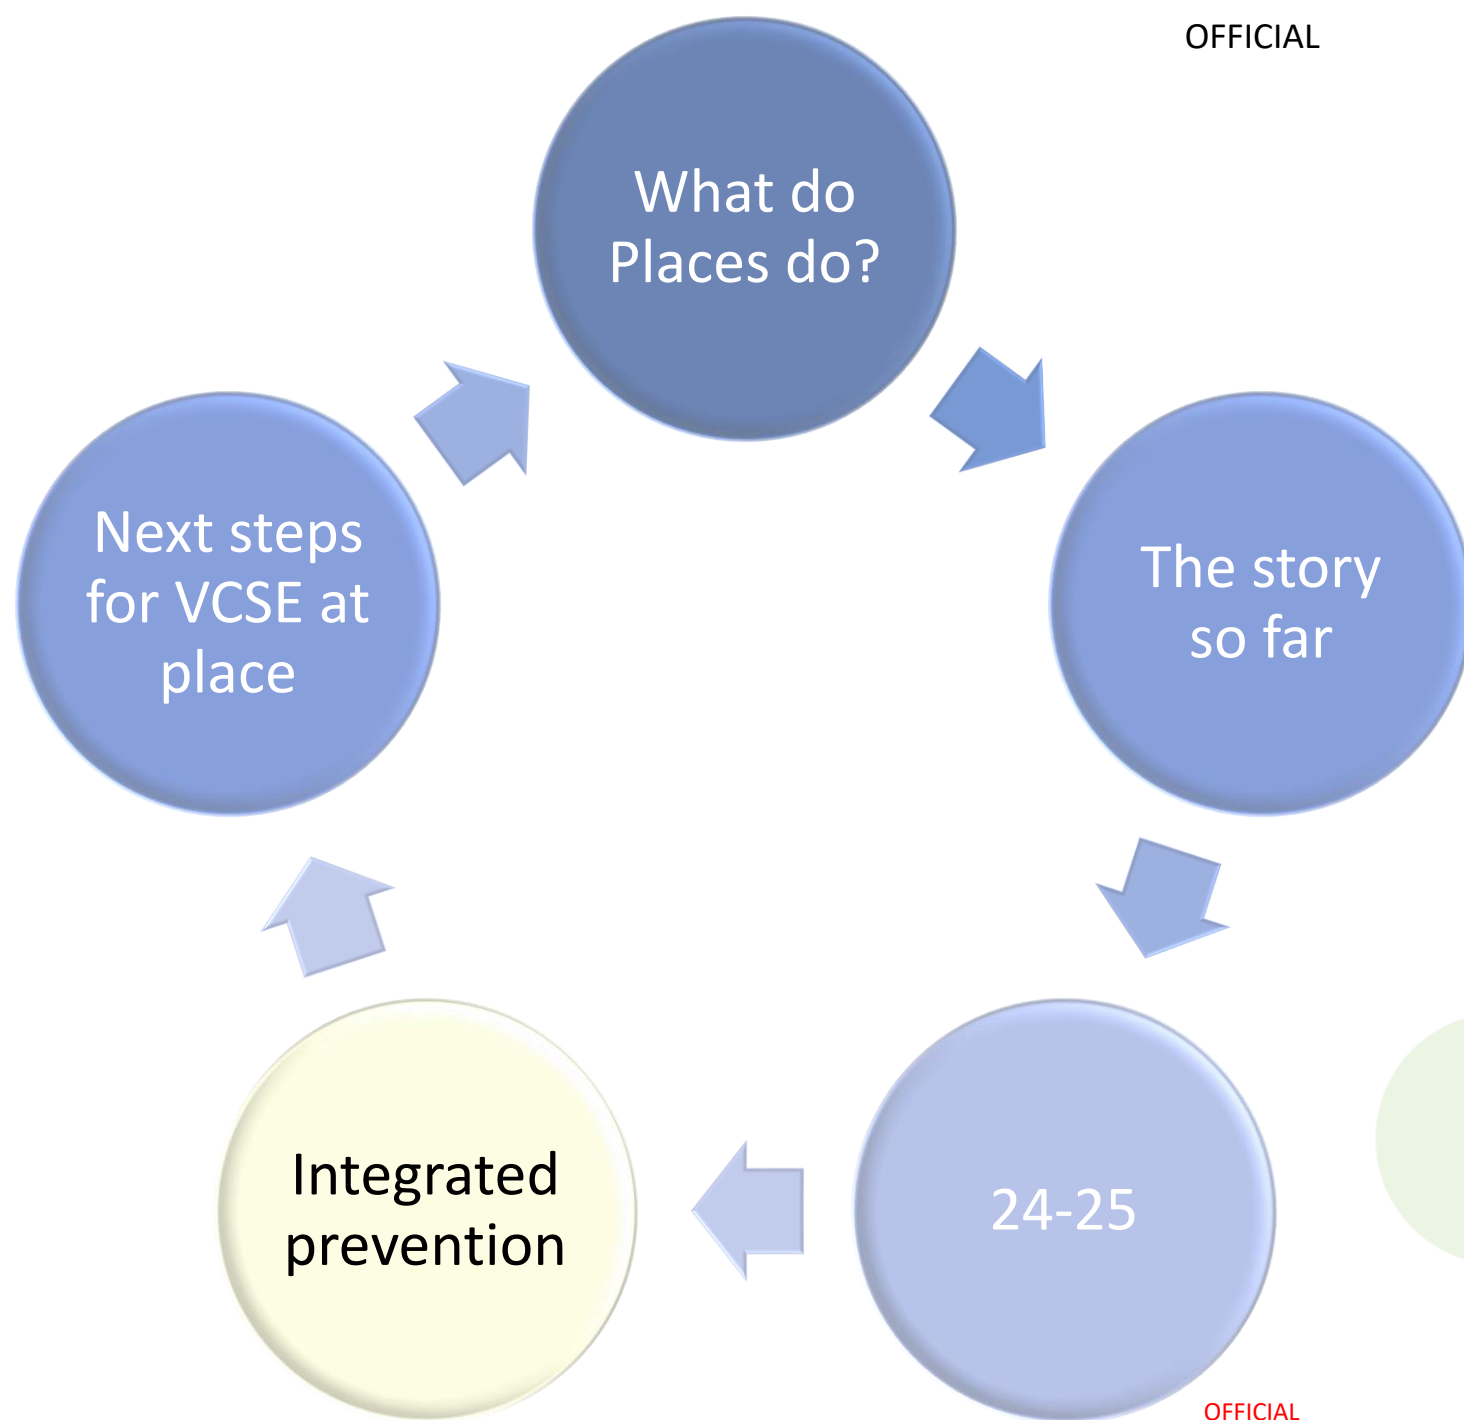 OFFICIAL
What do
Places do?
The story
so far
24-25
Integrated
prevention
Next steps
for VCSE at
place
OFFICIAL